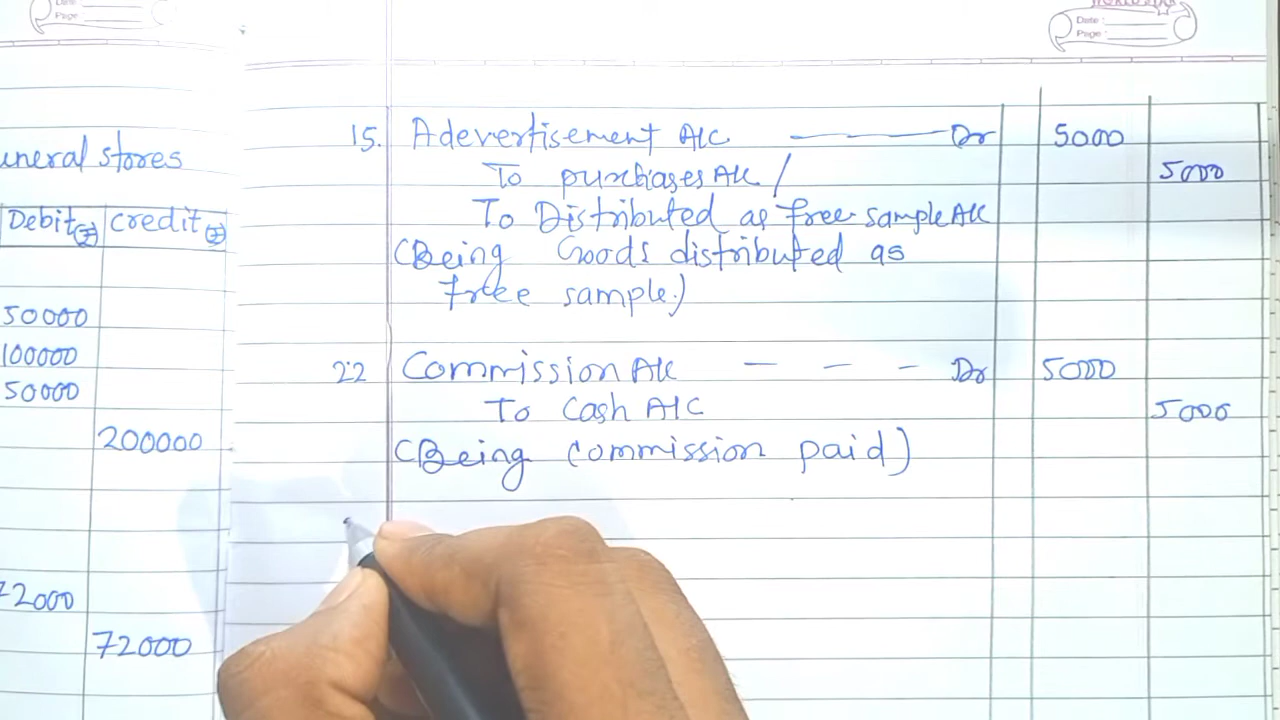 Page :
Date :
Page :
uneral stores
Debit(₹) Credit(₹)
50000
100000
50000
200000
72000
15. Adevertisement A/C ———— Dr 5000
To purchases A/c / 5000
To Distributed as free sample A/c
(Being Goods distributed as
free sample.)
22 Commission A/c — — — Dr 5000
To Cash A/C 5000
(Being Commission paid)